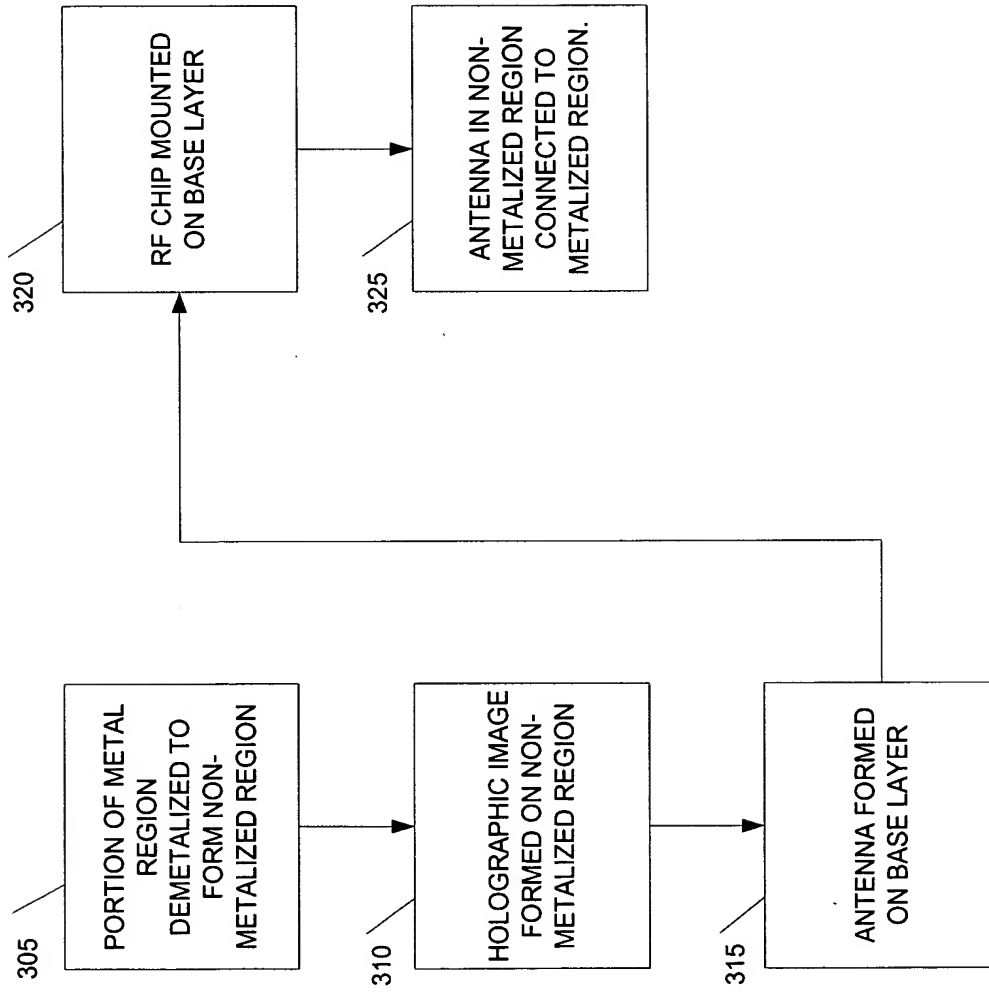 305
PORTION OF METAL
REGION
DEMETALIZED TO
FORM NON-
METALIZED REGION
310
HOLOGRAPHIC IMAGE
FORMED ON NON-
METALIZED REGION
315
ANTENNA FORMED
ON BASE LAYER
320
RF CHIP MOUNTED
ON BASE LAYER
325
ANTENNA IN NON-
METALIZED REGION
CONNECTED TO
METALIZED REGION.